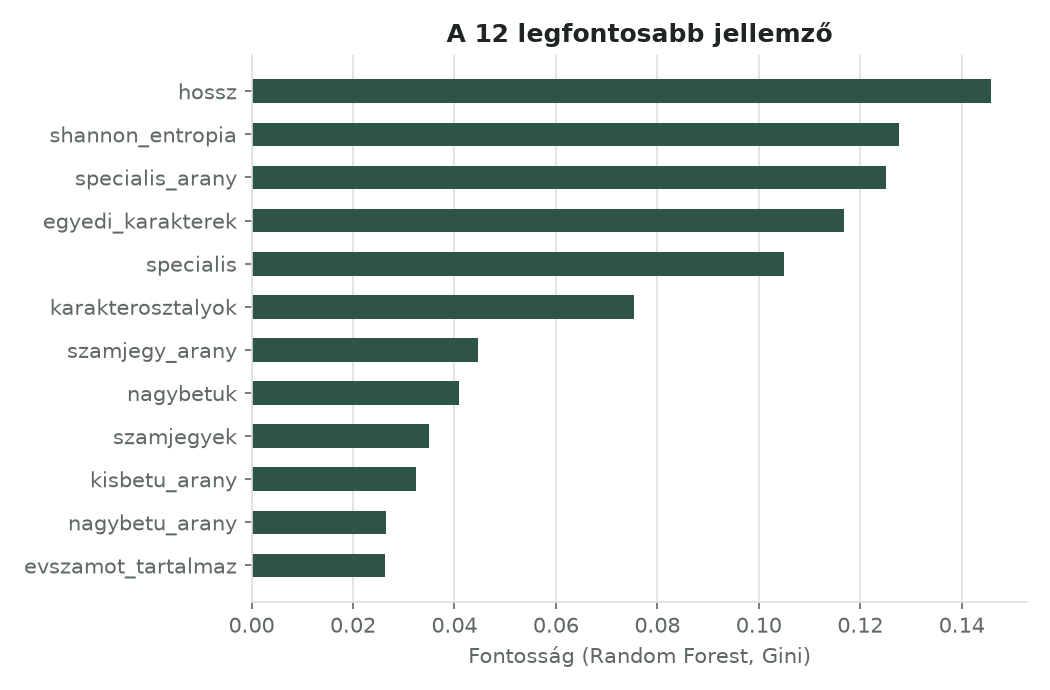 A 12 legfontosabb jellemző
hossz
shannon_entropia
specialis_arany
egyedi_karakterek
specialis
karakterosztalyok
szamjegy_arany
nagybetuk
szamjegyek
kisbetu_arany
nagybetu_arany
evszamot_tartalmaz
0.00 0.02 0.04 0.06 0.08 0.10 0.12 0.14
Fontosság (Random Forest, Gini)